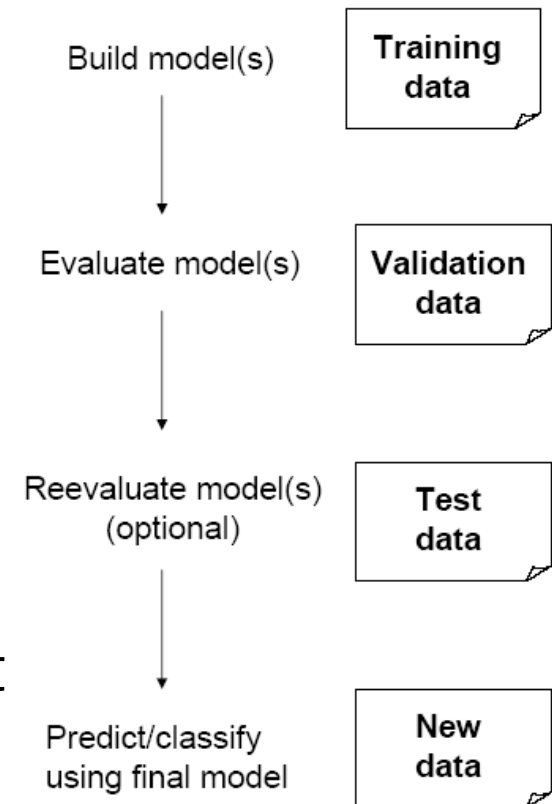 Build model(s)
Training
data
Evaluate model(s)
Validation
data
Reevaluate model(s)
(optional)
Test
data
Predict/classify
using final model
New
data